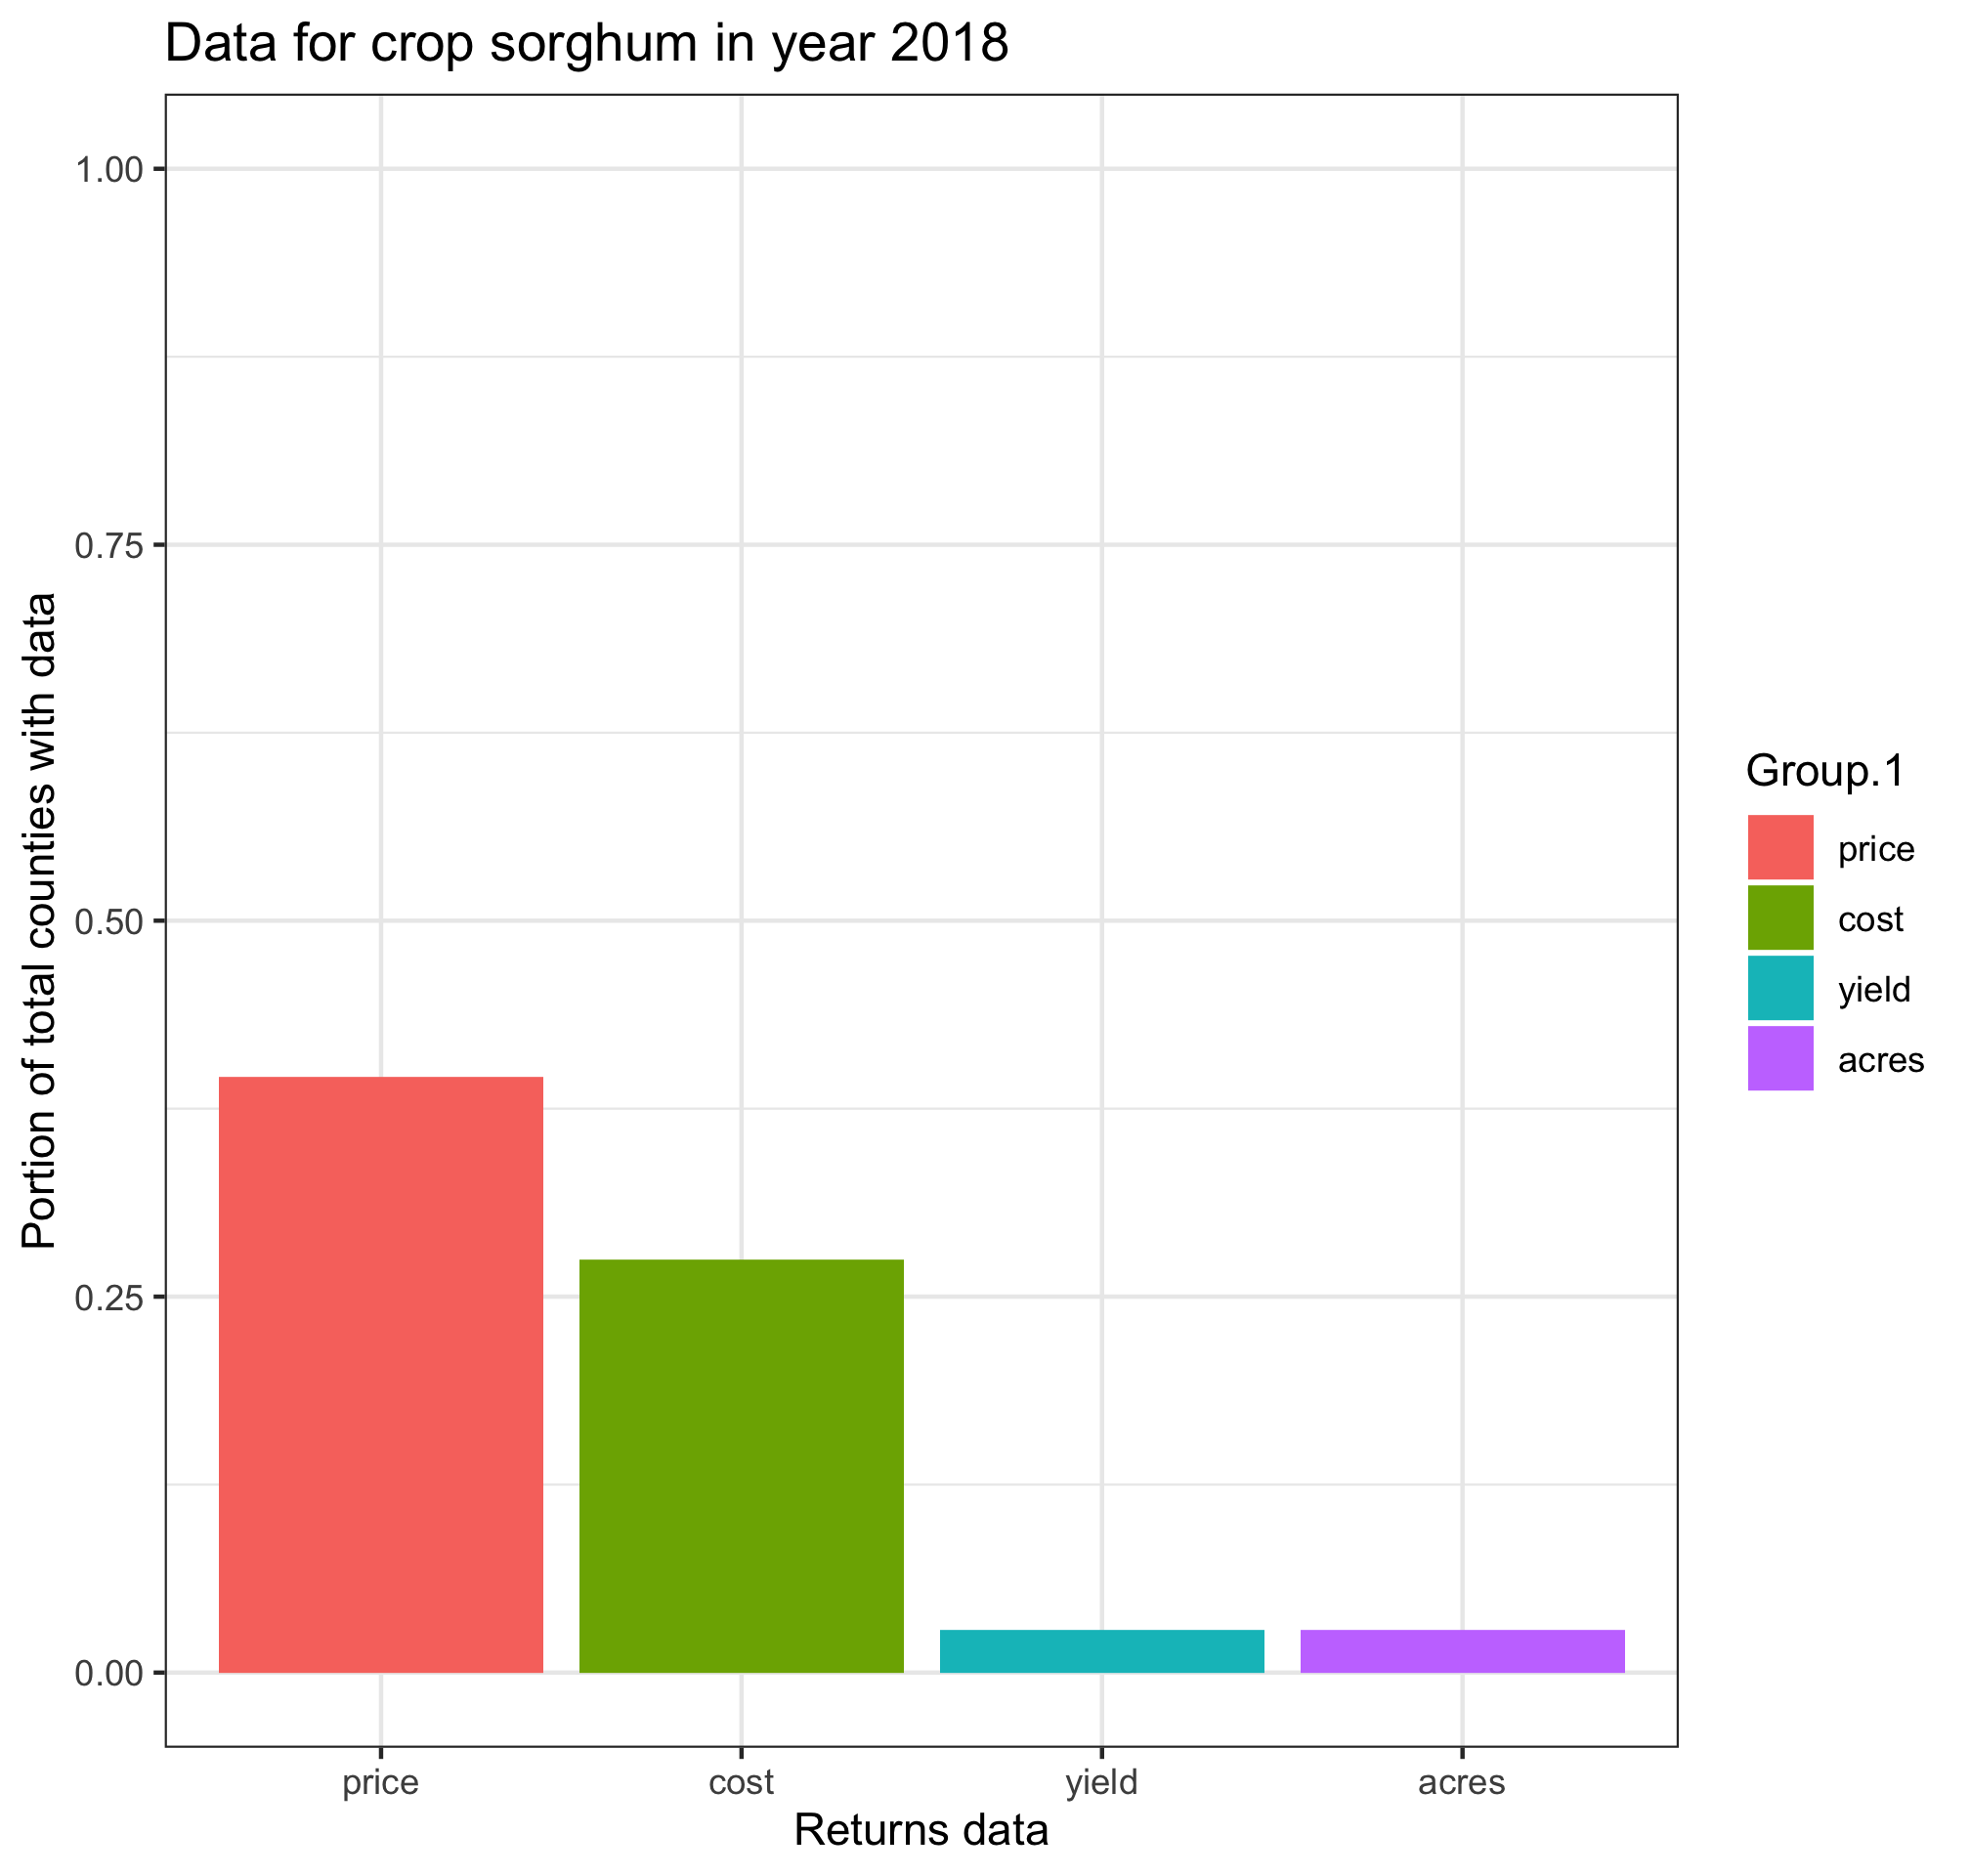 Data for crop sorghum in year 2018
Portion of total counties with data
1.00
0.75
0.50
0.25
0.00
price
cost
yield
acres
Returns data
Group.1
price
cost
yield
acres